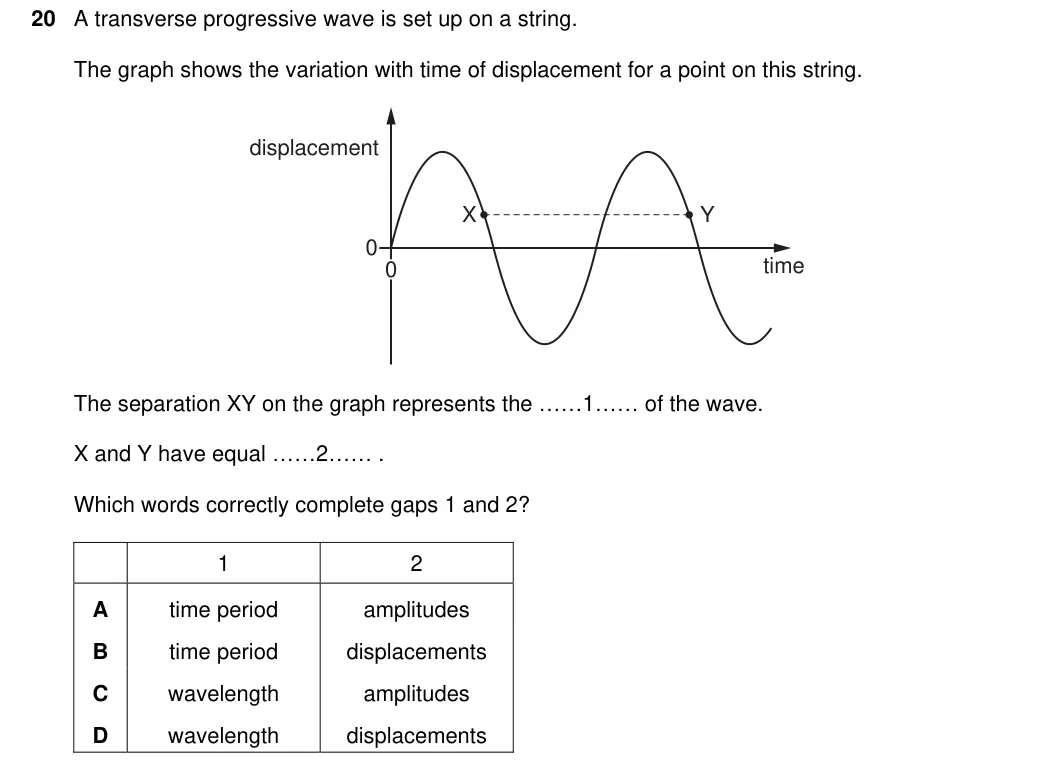 20 A transverse progressive wave is set up on a string.
The graph shows the variation with time of displacement for a point on this string.
displacement
X
Y
0
0
time
The separation XY on the graph represents the ......1...... of the wave.
X and Y have equal ......2...... .
Which words correctly complete gaps 1 and 2?
1 2
A time period amplitudes
B time period displacements
C wavelength amplitudes
D wavelength displacements